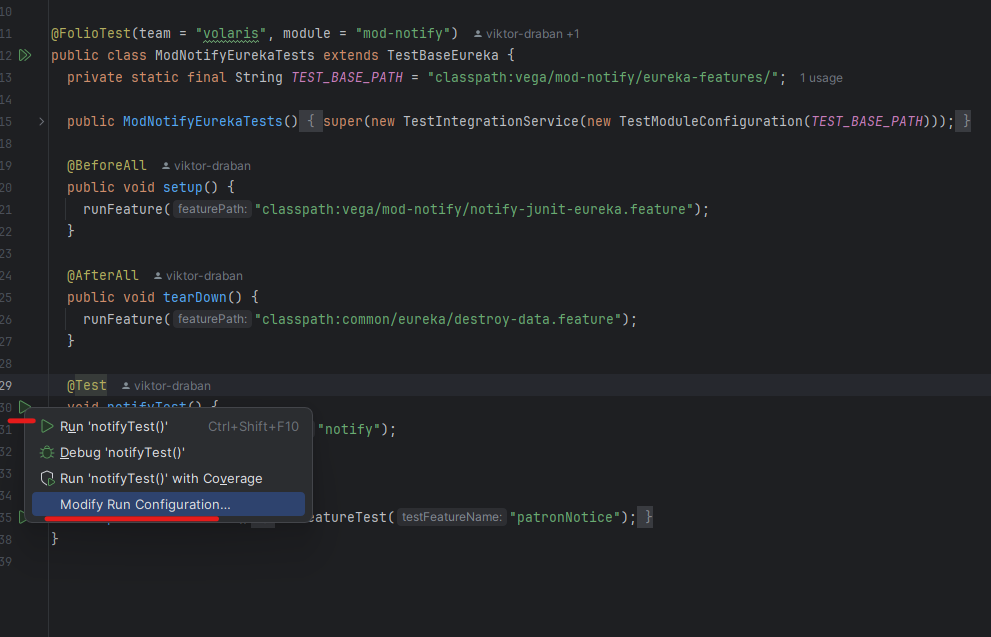 10
11 @FolioTest(team = "volaris", module = "mod-notify") viktor-draban +1
12 public class ModNotifyEurekaTests extends TestBaseEureka {
13 private static final String TEST_BASE_PATH = "classpath:vega/mod-notify/eureka-features/"; 1 usage
14
15 public ModNotifyEurekaTests() { super(new TestIntegrationService(new TestModuleConfiguration(TEST_BASE_PATH))); }
18
19 @BeforeAll viktor-draban
20 public void setup() {
21 runFeature( featurePath: "classpath:vega/mod-notify/notify-junit-eureka.feature");
22 }
23
24 @AfterAll viktor-draban
25 public void tearDown() {
26 runFeature( featurePath: "classpath:common/eureka/destroy-data.feature");
27 }
28
29 @Test viktor-draban
30 void notifyTest() {
31 "notify");
Run 'notifyTest()' Ctrl+Shift+F10
32
Debug 'notifyTest()'
33
Run 'notifyTest()' with Coverage
34
Modify Run Configuration...
35 eatureTest( testFeatureName: "patronNotice"); }
38 }
39